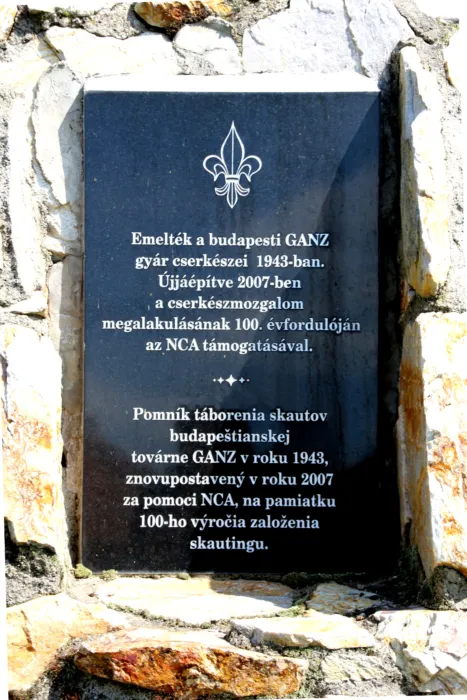 Emelték a budapesti GANZ
gyár cserkészei 1943-ban.
Újjáépítve 2007-ben
a cserkészmozgalom
megalakulásának 100. évfordulóján
az NCA támogatásával.
Pomník táborenia skautov
budapeštianskej
továrne GANZ v roku 1943,
znovupostavený v roku 2007
za pomoci NCA, na pamiatku
100-ho výročia založenia
skautingu.